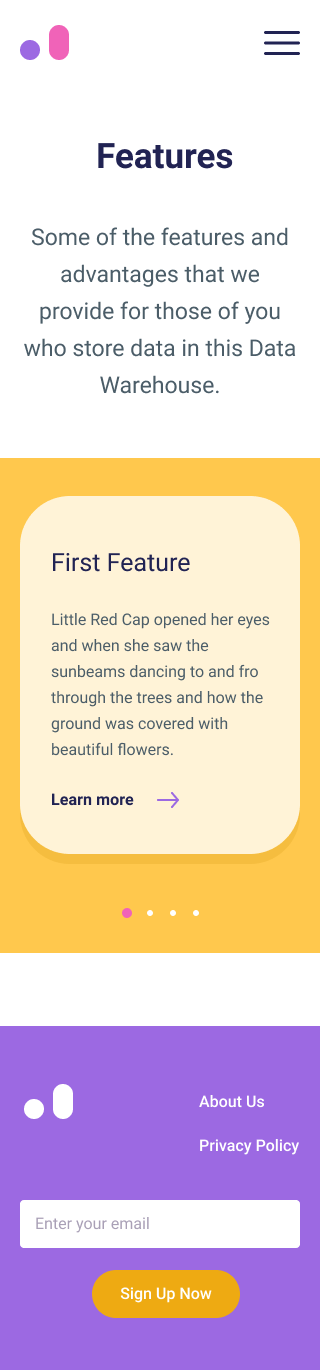 Features
Some of the features and
advantages that we
provide for those of you
who store data in this Data
Warehouse.
First Feature
Little Red Cap opened her eyes
and when she saw the
sunbeams dancing to and fro
through the trees and how the
ground was covered with
beautiful flowers.
Learn more
About Us
Privacy Policy
Enter your email
Sign Up Now